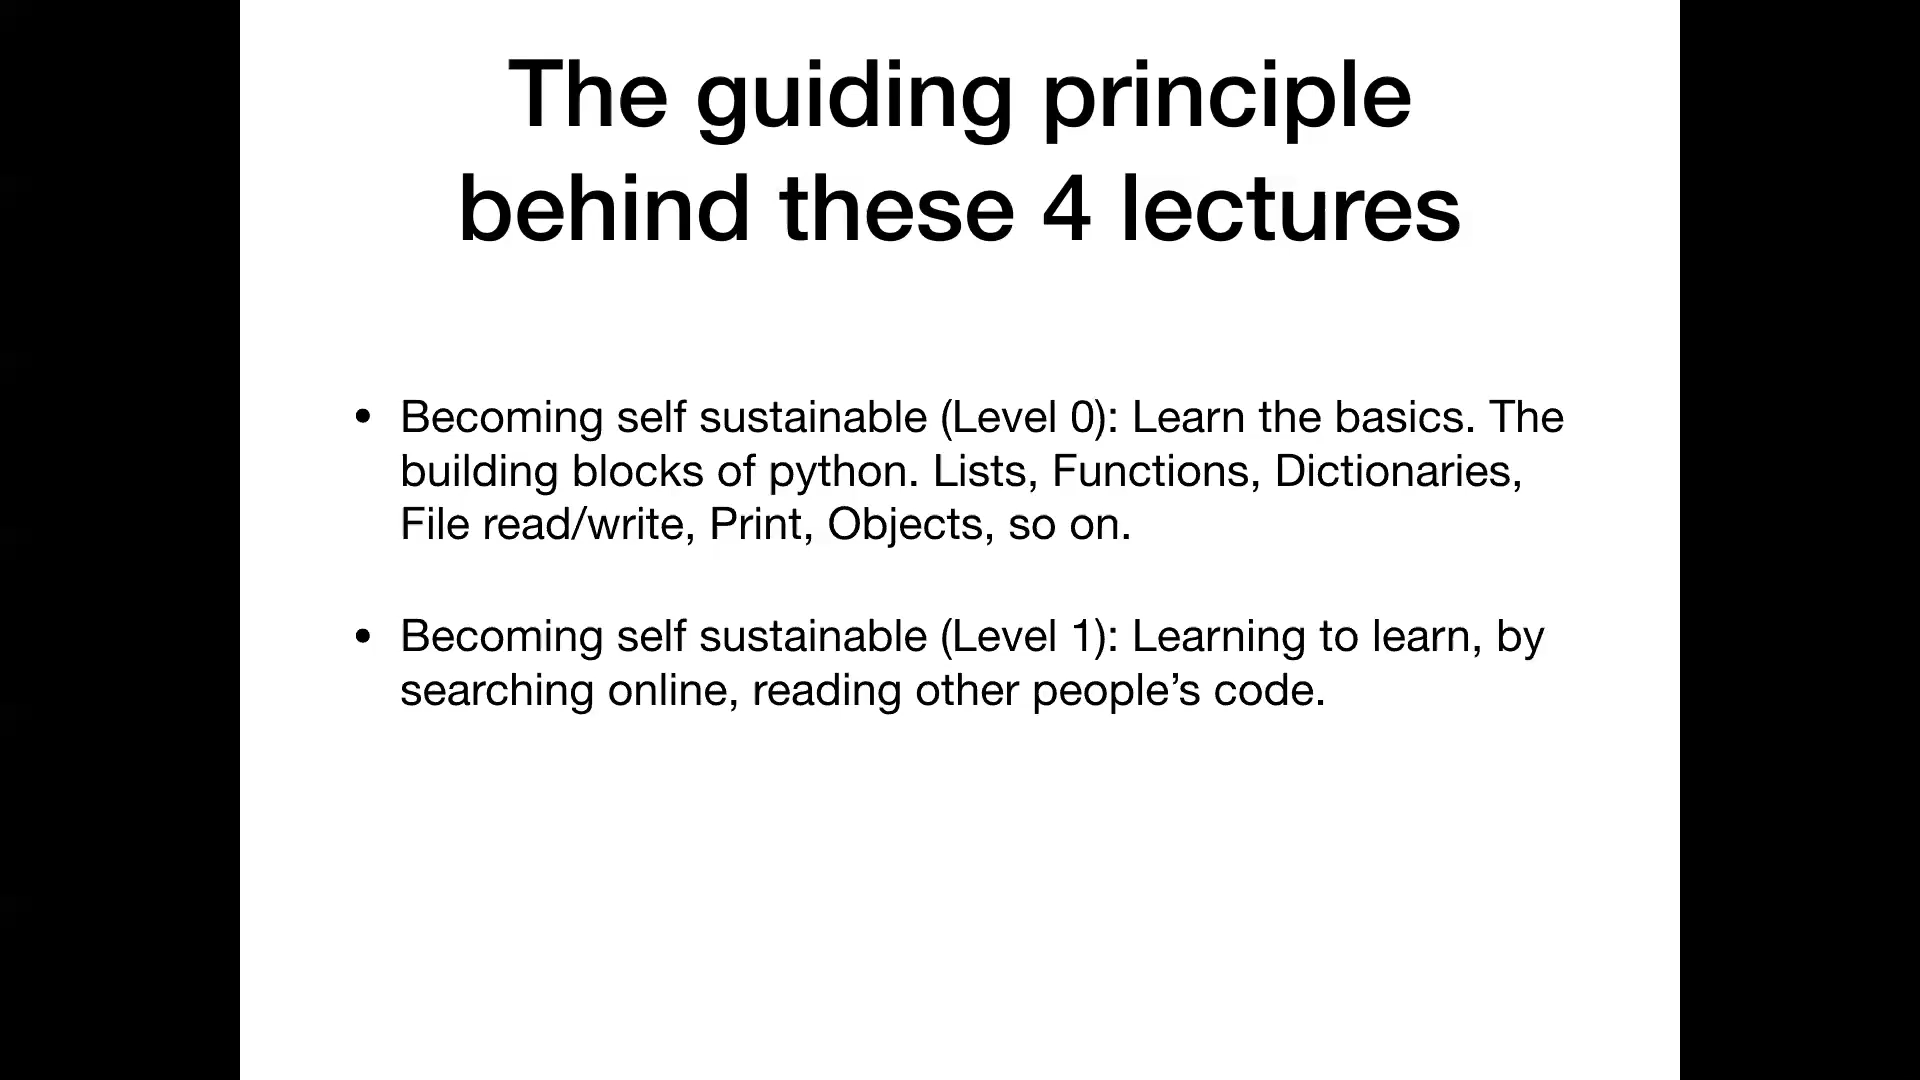 The guiding principle
behind these 4 lectures
• Becoming self sustainable (Level 0): Learn the basics. The
building blocks of python. Lists, Functions, Dictionaries,
File read/write, Print, Objects, so on.
• Becoming self sustainable (Level 1): Learning to learn, by
searching online, reading other people’s code.